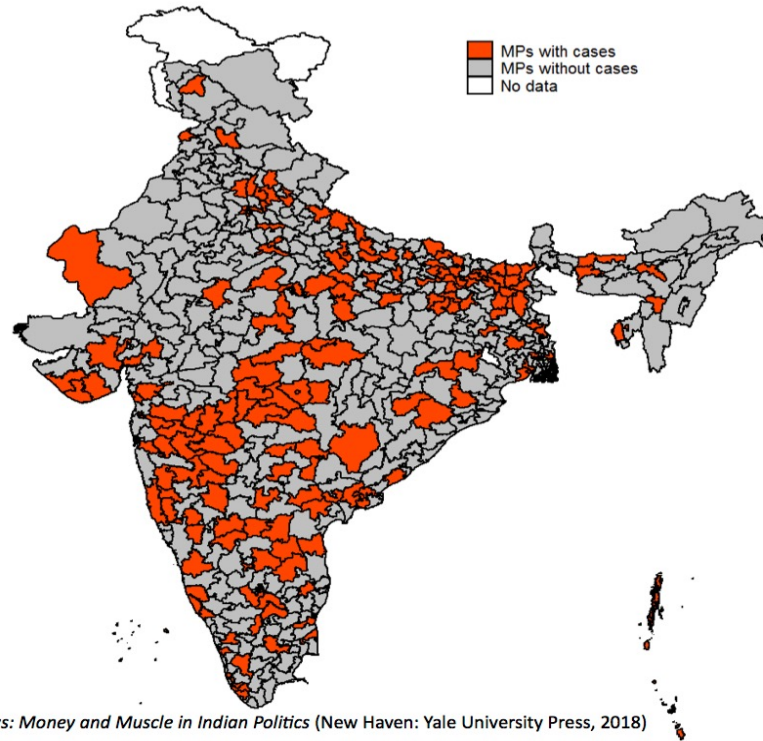 MPs with cases
MPs without cases
No data
s: Money and Muscle in Indian Politics (New Haven: Yale University Press, 2018)